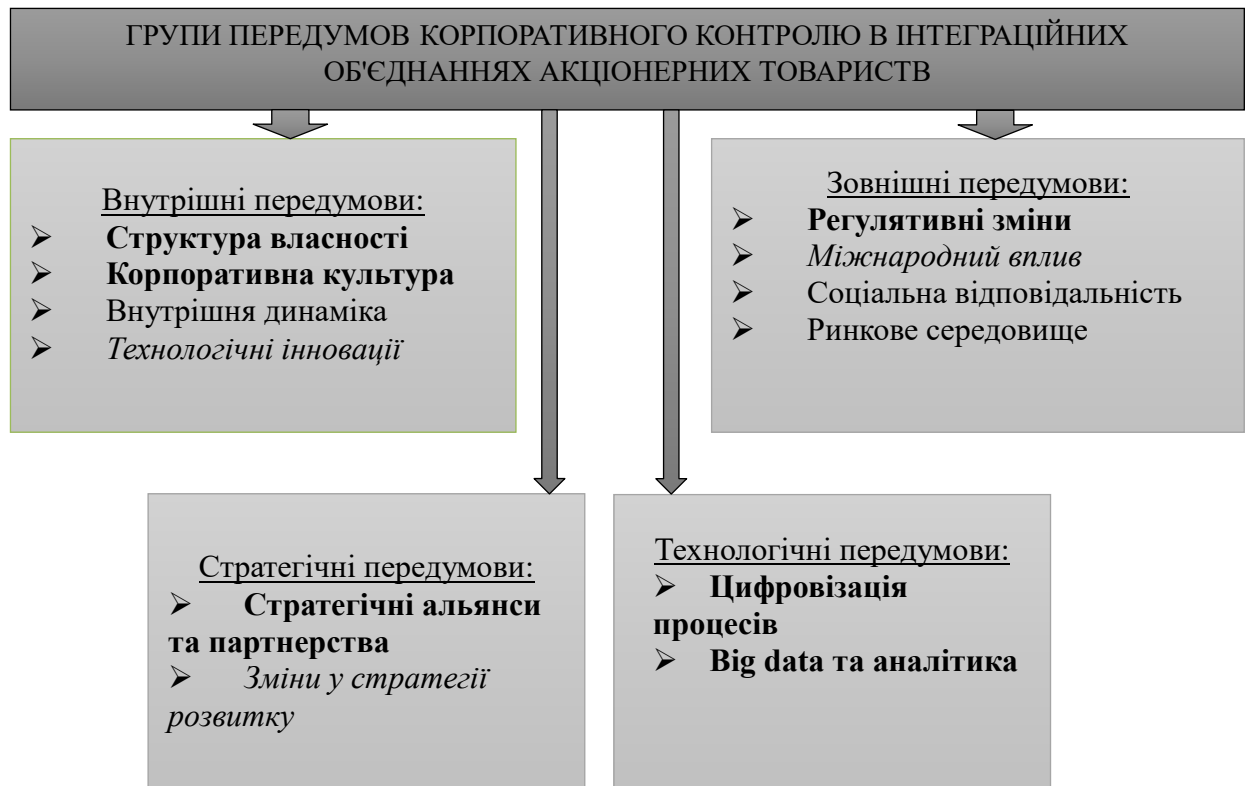 ГРУПИ ПЕРЕДУМОВ КОРПОРАТИВНОГО КОНТРОЛЮ В ІНТЕГРАЦІЙНИХ
ОБ'ЄДНАННЯХ АКЦІОНЕРНИХ ТОВАРИСТВ
Внутрішні передумови:
➢ Структура власності
➢ Корпоративна культура
➢ Внутрішня динаміка
➢ Технологічні інновації
Зовнішні передумови:
➢ Регулятивні зміни
➢ Міжнародний вплив
➢ Соціальна відповідальність
➢ Ринкове середовище
Стратегічні передумови:
➢ Стратегічні альянси
та партнерства
➢ Зміни у стратегії
розвитку
Технологічні передумови:
➢ Цифровізація
процесів
➢ Big data та аналітика